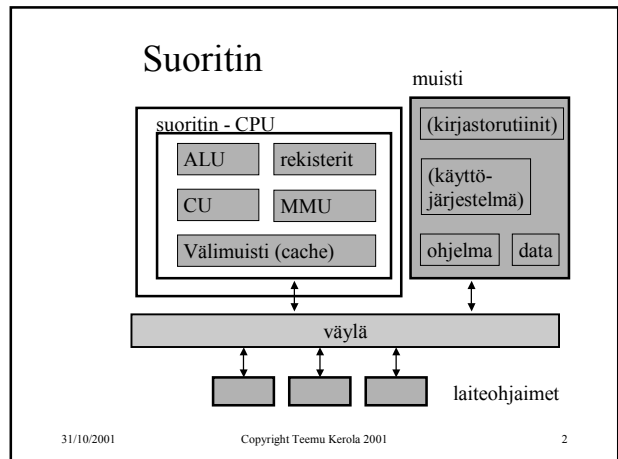 Suoritin
muisti
suoritin - CPU
ALU
rekisterit
CU
MMU
Välimuisti (cache)
(kirjastorutiinit)
(käyttö-
järjestelmä)
ohjelma
data
väylä
laiteohjaimet
31/10/2001
Copyright Teemu Kerola 2001
2